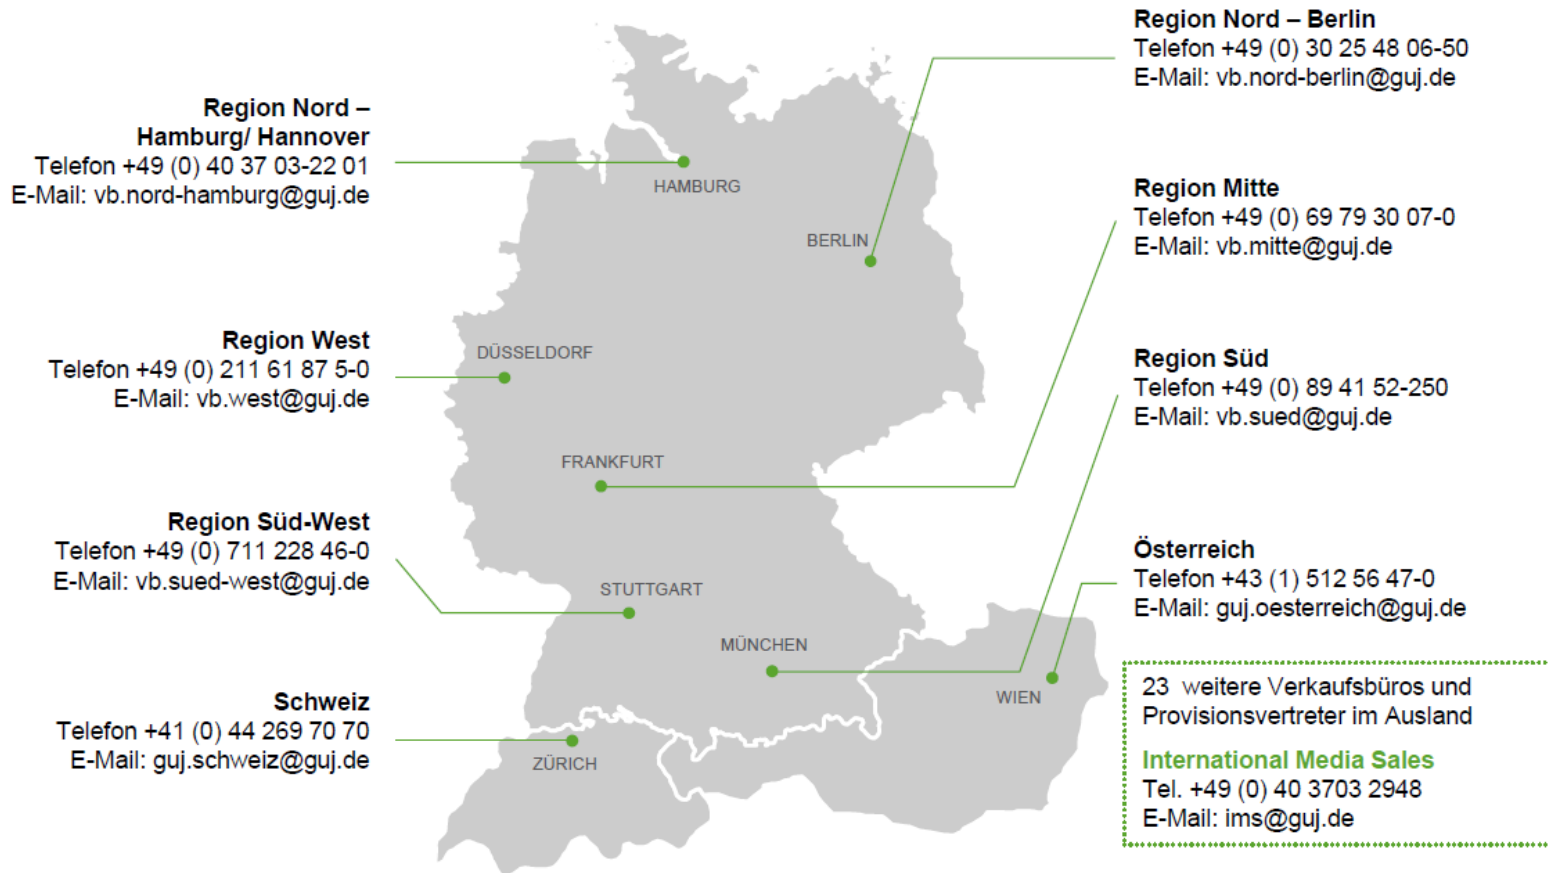 Region Nord –
Hamburg/ Hannover
Telefon +49 (0) 40 37 03-22 01
E-Mail: vb.nord-hamburg@guj.de
Region West
Telefon +49 (0) 211 61 87 5-0
E-Mail: vb.west@guj.de
Region Süd-West
Telefon +49 (0) 711 228 46-0
E-Mail: vb.sued-west@guj.de
Schweiz
Telefon +41 (0) 44 269 70 70
E-Mail: guj.schweiz@guj.de
HAMBURG
BERLIN
DÜSSELDORF
FRANKFURT
STUTTGART
MÜNCHEN
WIEN
ZÜRICH
Region Nord – Berlin
Telefon +49 (0) 30 25 48 06-50
E-Mail: vb.nord-berlin@guj.de
Region Mitte
Telefon +49 (0) 69 79 30 07-0
E-Mail: vb.mitte@guj.de
Region Süd
Telefon +49 (0) 89 41 52-250
E-Mail: vb.sued@guj.de
Österreich
Telefon +43 (1) 512 56 47-0
E-Mail: guj.oesterreich@guj.de
23 weitere Verkaufsbüros und
Provisionsvertreter im Ausland
International Media Sales
Tel. +49 (0) 40 3703 2948
E-Mail: ims@guj.de